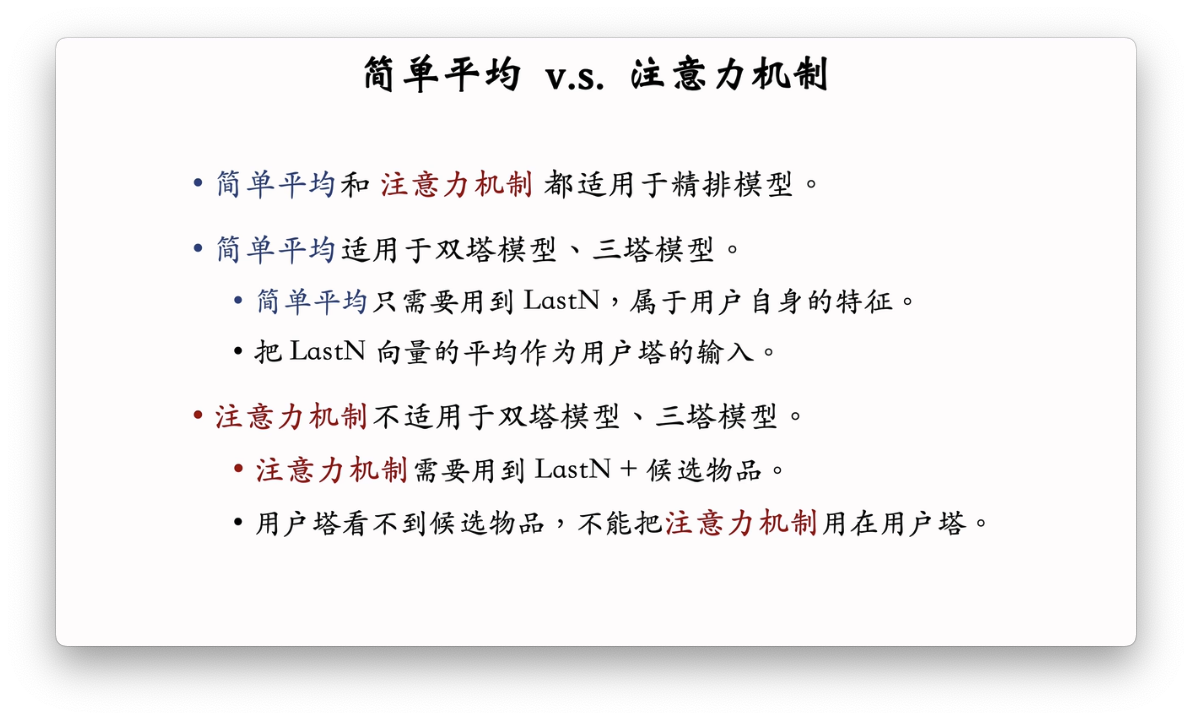 简单平均 v.s. 注意力机制
• 简单平均和 注意力机制 都适用于精排模型。
• 简单平均适用于双塔模型、三塔模型。
• 简单平均只需要用到 LastN，属于用户自身的特征。
• 把 LastN 向量的平均作为用户塔的输入。
• 注意力机制不适用于双塔模型、三塔模型。
• 注意力机制需要用到 LastN + 候选物品。
• 用户塔看不到候选物品，不能把注意力机制用在用户塔。